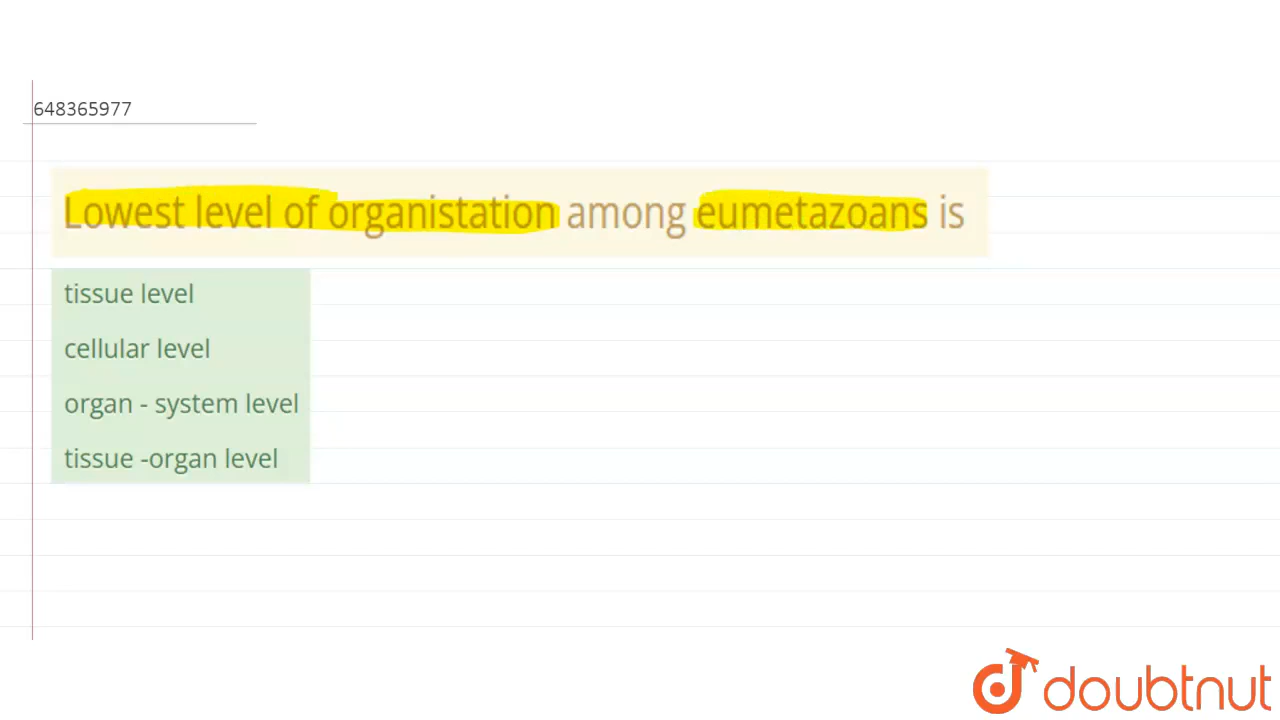 648365977
Lowest level of organistation among eumetazoans is
tissue level
cellular level
organ - system level
tissue -organ level
doubtnut